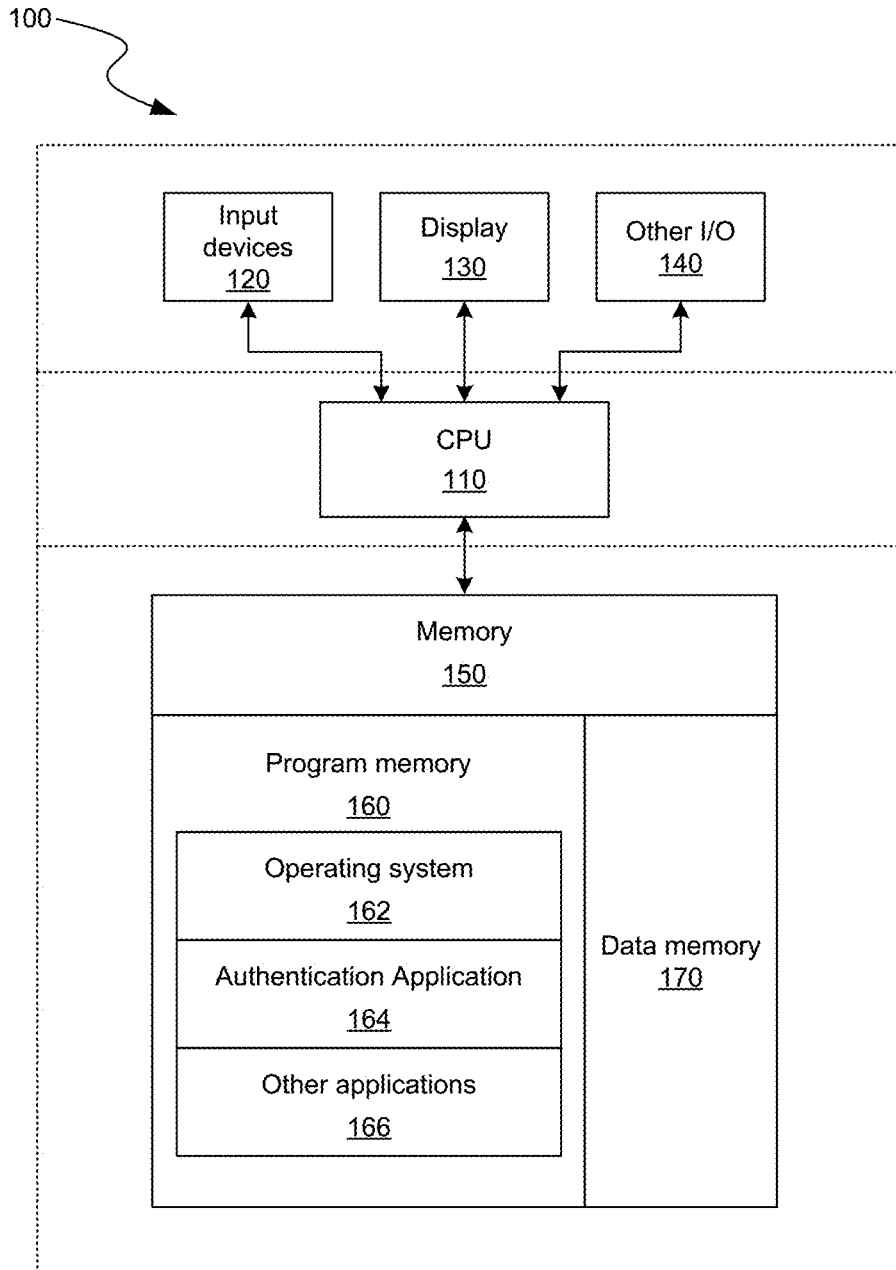 100
Input
devices
120
Display
130
Other I/O
140
CPU
110
Memory
150
Program memory
160
Operating system
162
Authentication Application
164
Other applications
166
Data memory
170